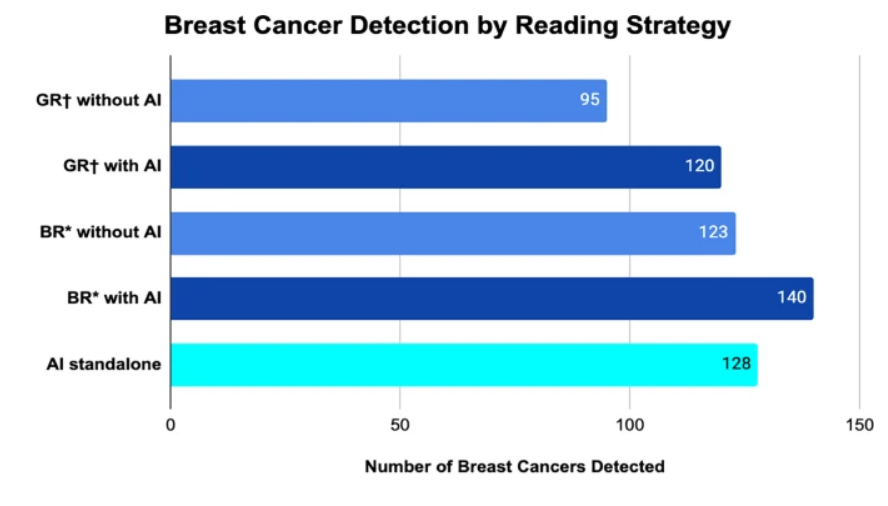 Breast Cancer Detection by Reading Strategy
GR† without AI
95
GR† with AI
120
BR* without AI
123
BR* with AI
140
AI standalone
128
0 50 100 150
Number of Breast Cancers Detected